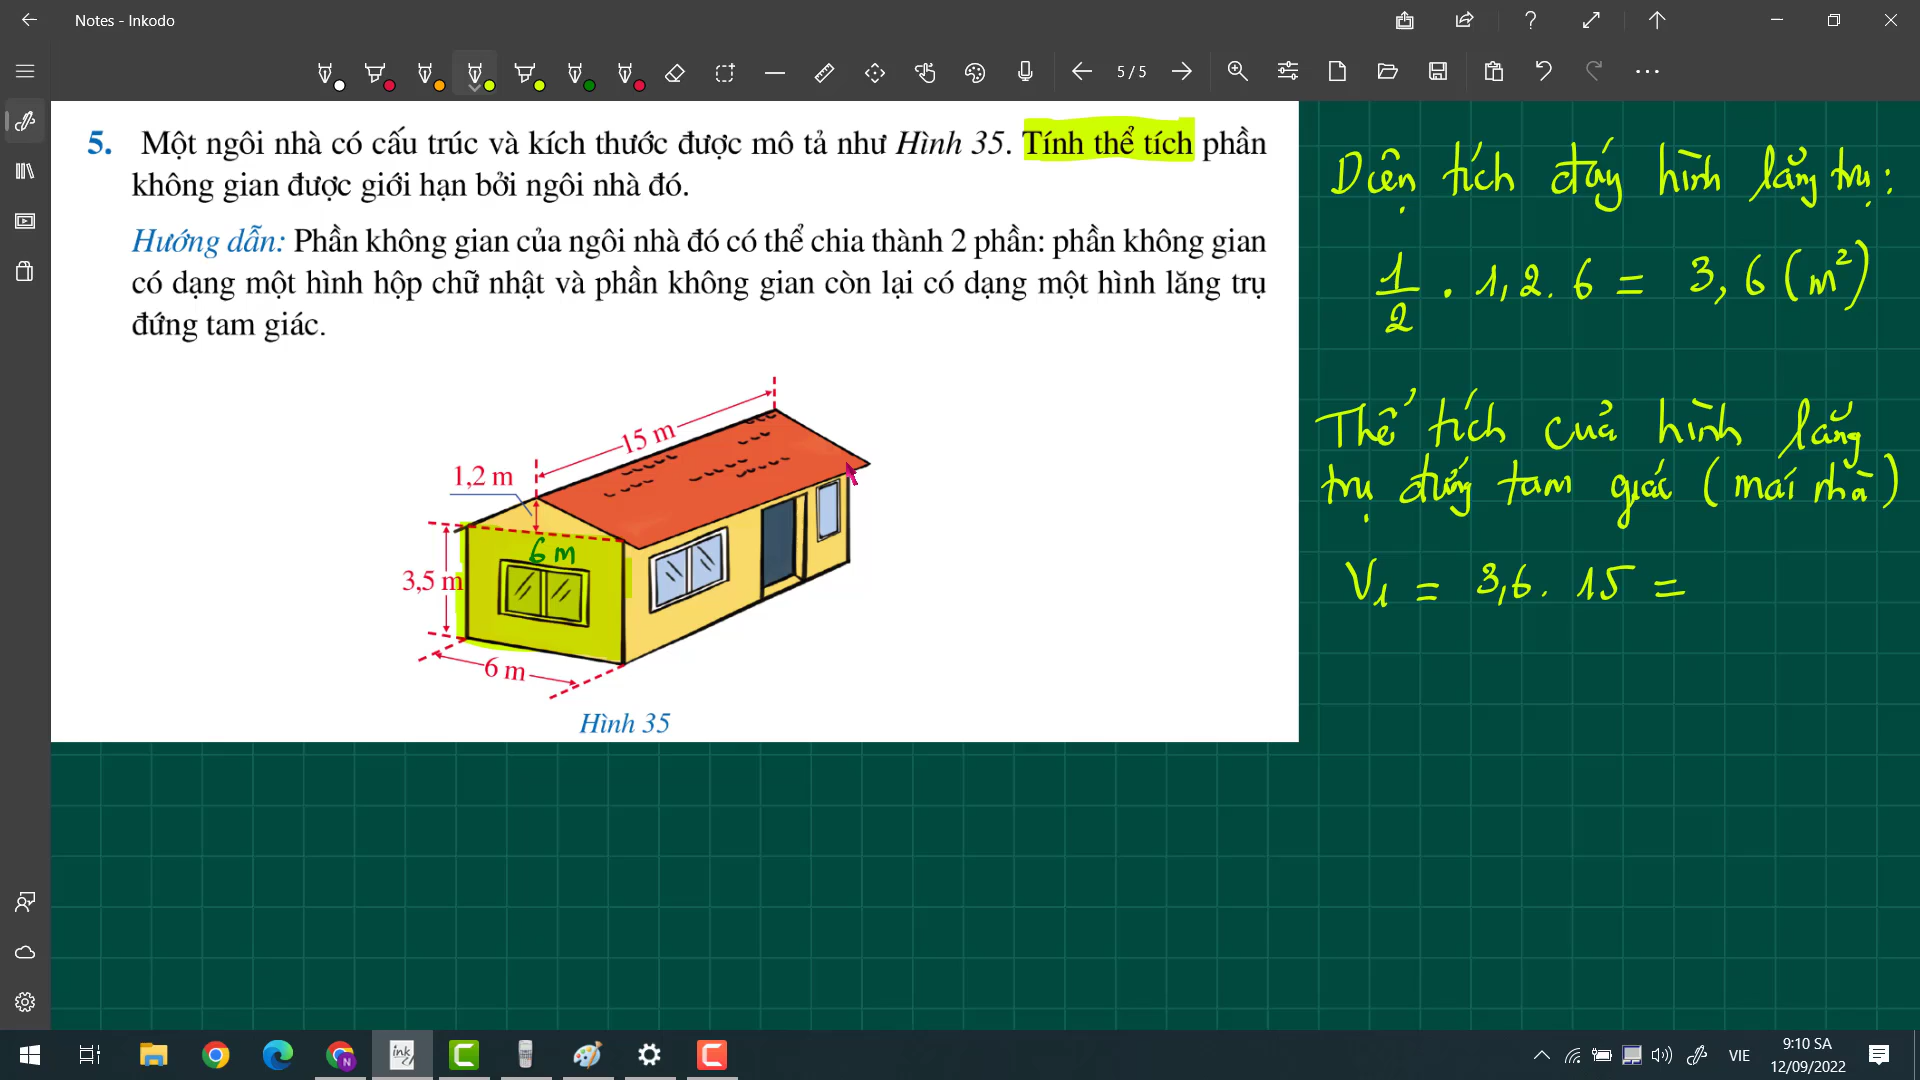 Notes - Inkodo
5 / 5
5. Một ngôi nhà có cấu trúc và kích thước được mô tả như Hình 35. Tính thể tích phần
không gian được giới hạn bởi ngôi nhà đó.
Hướng dẫn: Phần không gian của ngôi nhà đó có thể chia thành 2 phần: phần không gian
có dạng một hình hộp chữ nhật và phần không gian còn lại có dạng một hình lăng trụ
đứng tam giác.
15 m
1,2 m
6 m
3,5 m
6 m
Hình 35
Diện tích đáy hình lăng trụ:
1/2 . 1,2. 6 = 3,6 (m²)
Thể tích của hình lăng
trụ đứng tam giác (mái nhà)
V₁ = 3,6. 15 =
ink
N
VIE
9:10 SA
12/09/2022